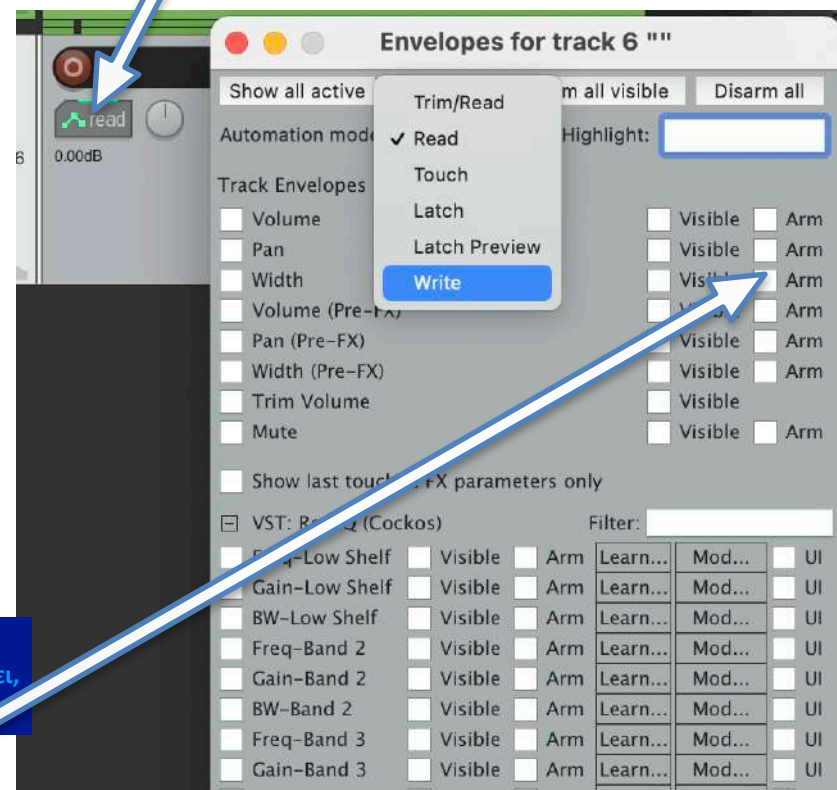 Envelopes for track 6 ""
Show all active m all visible Disarm all
Trim/Read
Automation mode ✓ Read Highlight:
Touch
Latch
Latch Preview
Write
read
0.00dB
6
Track Envelopes
Volume Visible Arm
Pan Visible Arm
Width Visible Arm
Volume (Pre-FX) Visible Arm
Pan (Pre-FX) Visible Arm
Width (Pre-FX) Visible Arm
Trim Volume Visible
Mute Visible Arm
Show last FX parameters only
VST: (Cockos) Filter:
Low Shelf Visible Arm Learn... Mod... UI
Gain-Low Shelf Visible Arm Learn... Mod... UI
BW-Low Shelf Visible Arm Learn... Mod... UI
Freq-Band 2 Visible Arm Learn... Mod... UI
Gain-Band 2 Visible Arm Learn... Mod... UI
BW-Band 2 Visible Arm Learn... Mod... UI
Freq-Band 3 Visible Arm Learn... Mod... UI
Gain-Band 3 Visible Arm Learn... Mod... UI
ει,